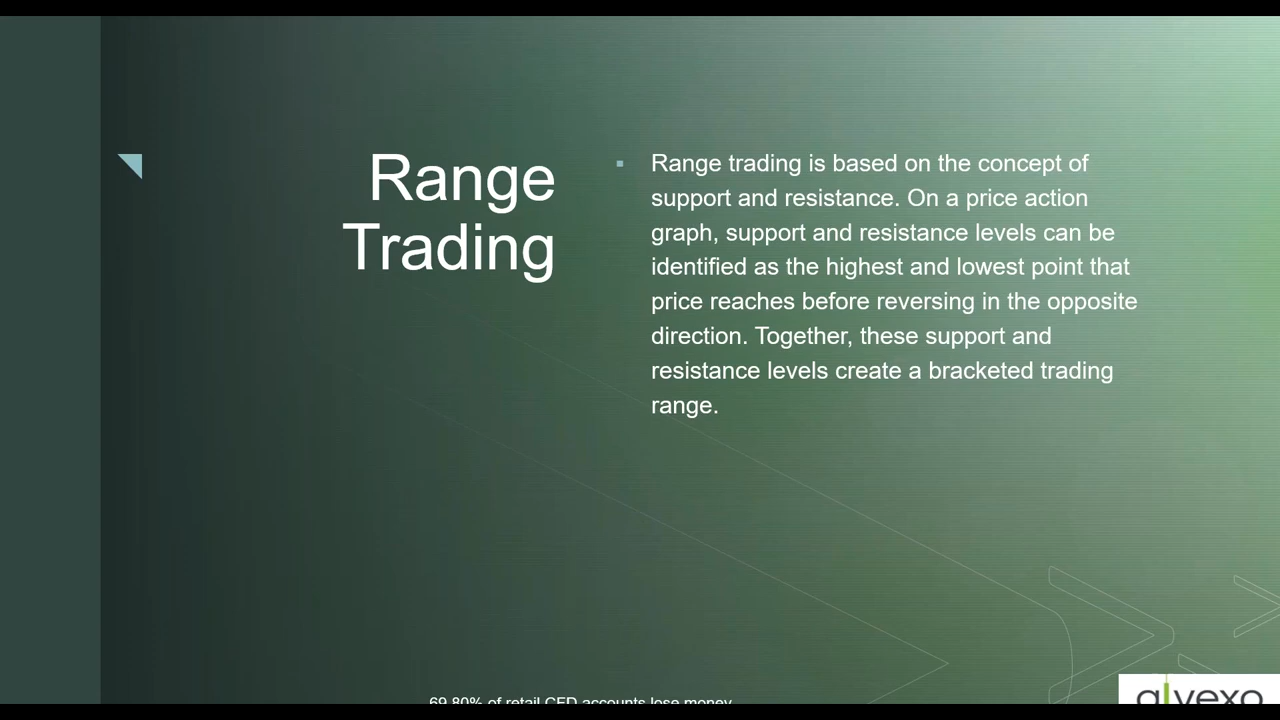 Range
Trading
▪ Range trading is based on the concept of
support and resistance. On a price action
graph, support and resistance levels can be
identified as the highest and lowest point that
price reaches before reversing in the opposite
direction. Together, these support and
resistance levels create a bracketed trading
range.
69.80% of retail CFD accounts lose money
alvexo